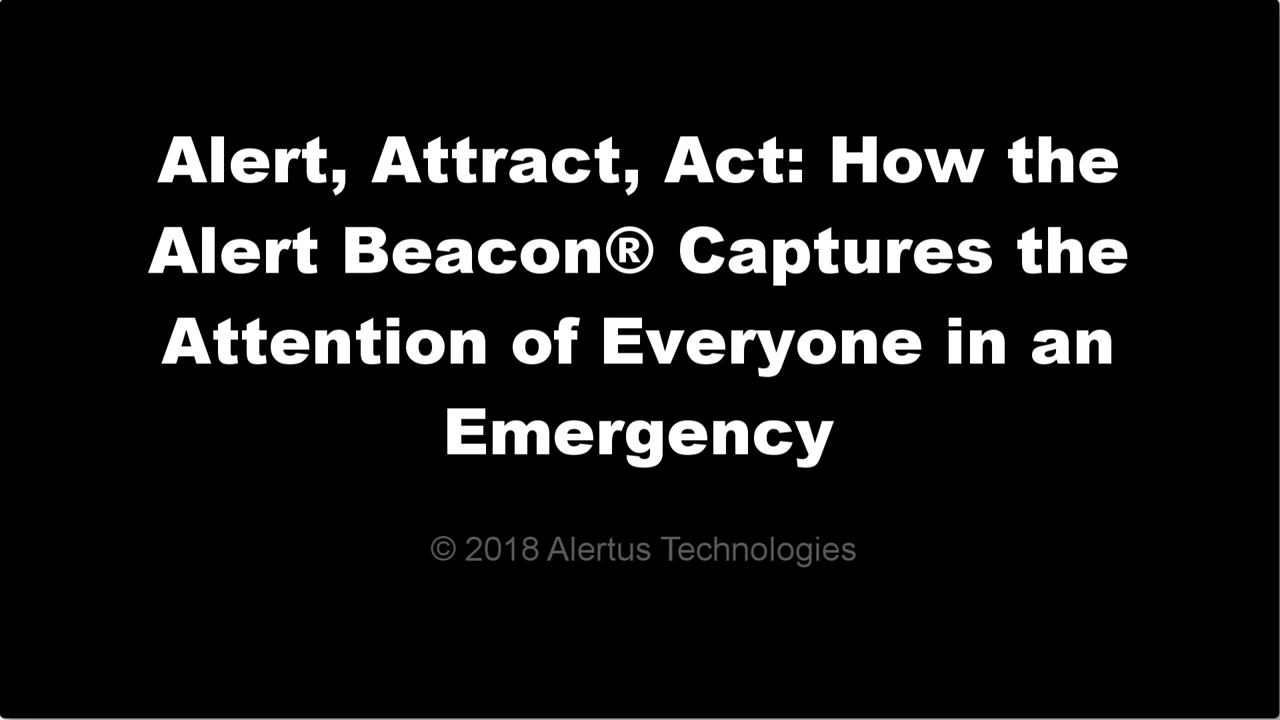 Alert, Attract, Act: How the
Alert Beacon® Captures the
Attention of Everyone in an
Emergency
© 2018 Alertus Technologies